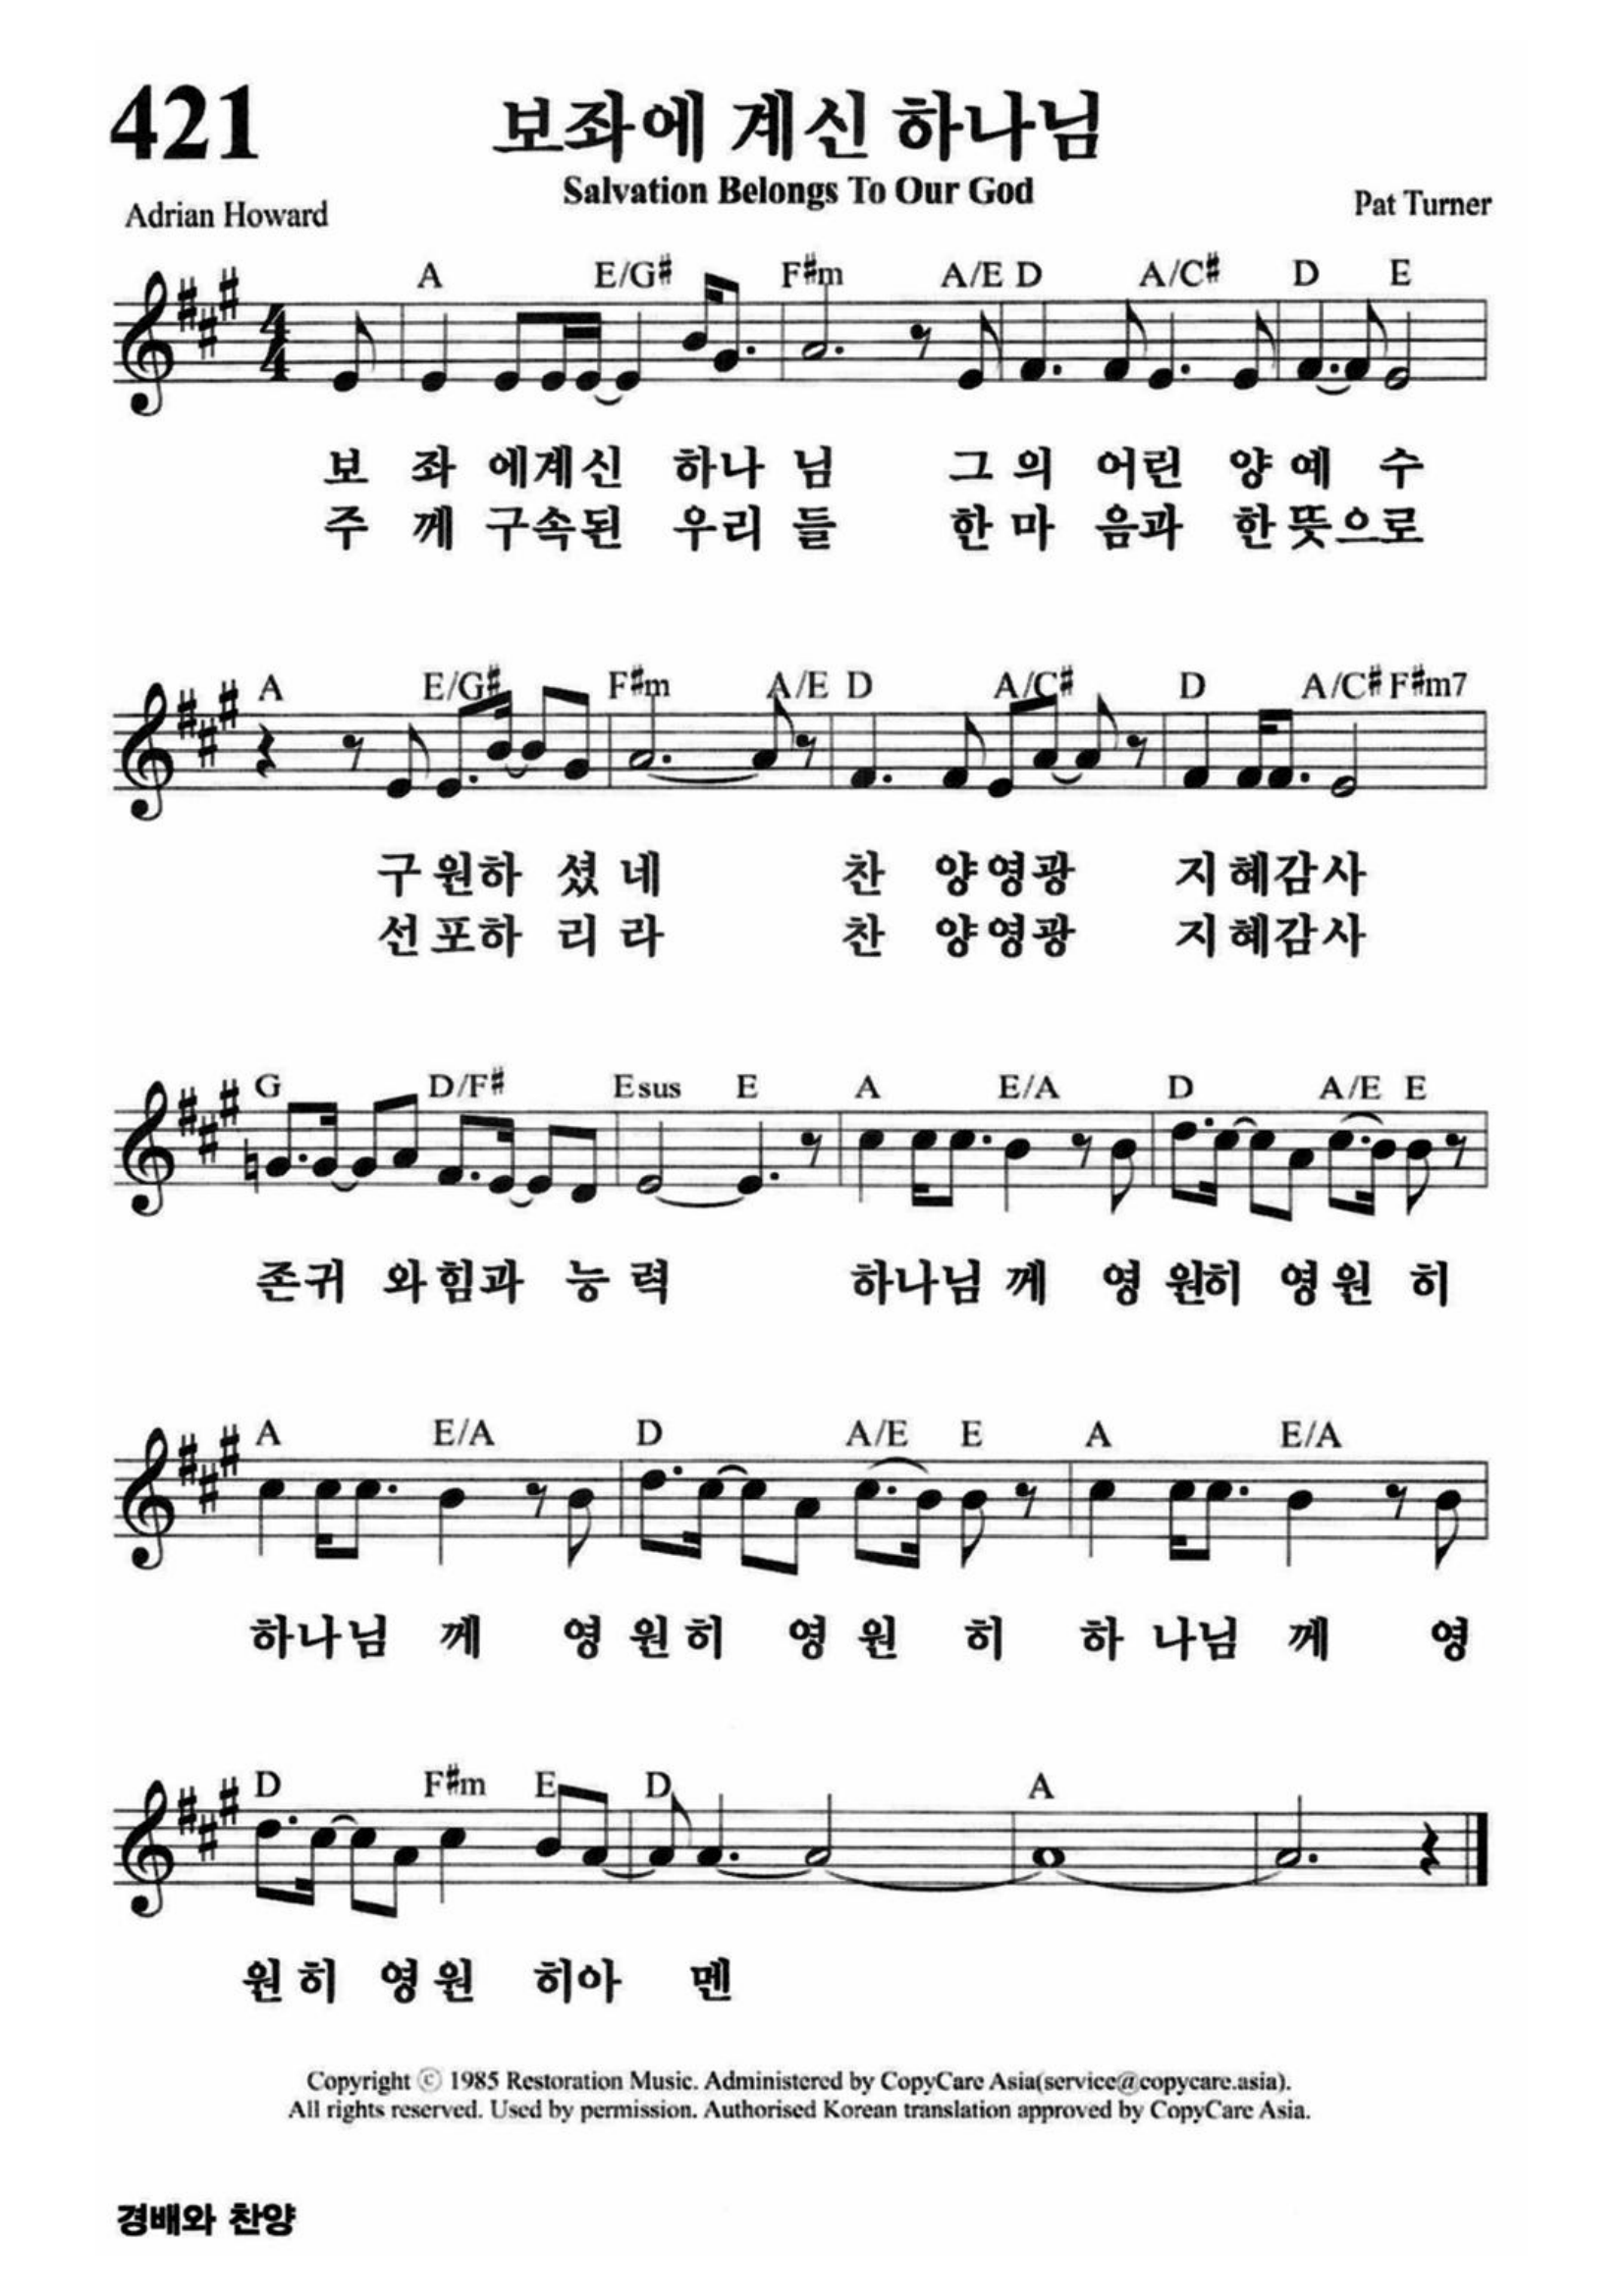 421
보좌에 계신 하나님
Salvation Belongs To Our God
Adrian Howard
Pat Turner
A E/G# F#m A/E D A/C# D E
보 좌 에계신 하나 님 그 의 어린 양 예 수
주 께 구속된 우리 들 한 마 음과 한 뜻으로
A E/G# F#m A/E D A/C# D A/C# F#m7
구 원하 셨 네 찬 양영광 지 혜감사
선 포하 리 라 찬 양영광 지 혜감사
G D/F# Esus E A E/A D A/E E
존귀 와힘과 능 력 하나님 께 영 원히 영 원 히
A E/A D A/E E A E/A
하나님 께 영 원 히 영 원 히 하 나님 께 영
D F#m E D A
원 히 영 원 히아 멘
Copyright ⓒ 1985 Restoration Music. Administered by CopyCare Asia(service@copycare.asia).
All rights reserved. Used by permission. Authorised Korean translation approved by CopyCare Asia.
경배와 찬양